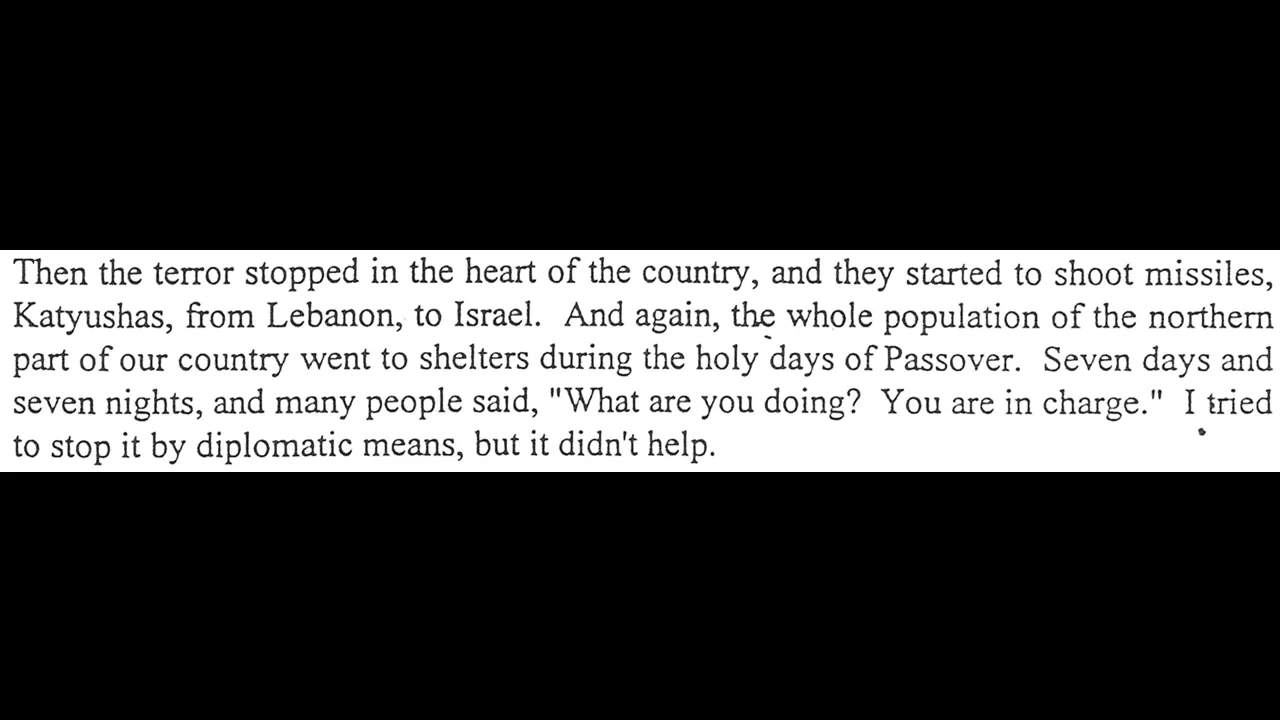 Then the terror stopped in the heart of the country, and they started to shoot missiles,
Katyushas, from Lebanon, to Israel.  And again, the whole population of the northern
part of our country went to shelters during the holy days of Passover.  Seven days and
seven nights, and many people said, "What are you doing?  You are in charge."  I tried
to stop it by diplomatic means, but it didn't help.